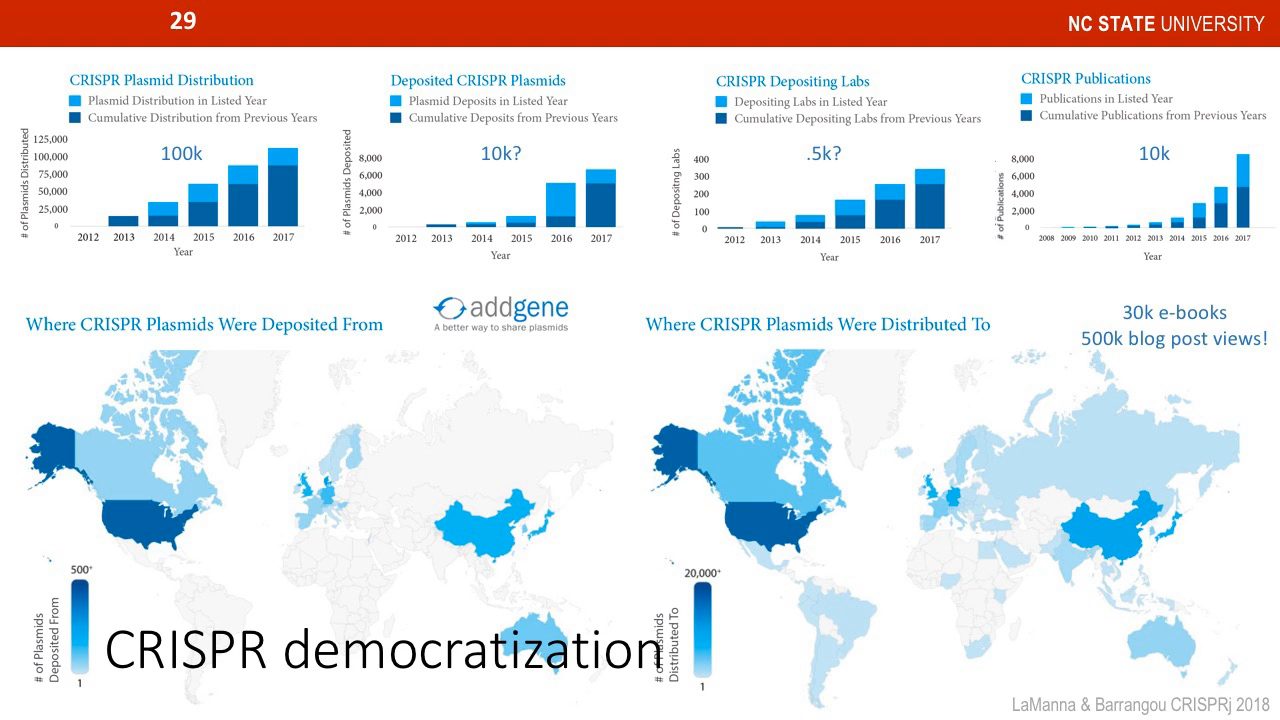 29
NC STATE UNIVERSITY
CRISPR Plasmid Distribution
Plasmid Distribution in Listed Year
Cumulative Distribution from Previous Years
# of Plasmids Distributed
125,000
100,000
75,000
50,000
25,000
0
100k
2012 2013 2014 2015 2016 2017
Year
Deposited CRISPR Plasmids
Plasmid Deposits in Listed Year
Cumulative Deposits from Previous Years
# of Plasmids Deposited
8,000
6,000
4,000
2,000
0
10k?
2012 2013 2014 2015 2016 2017
Year
CRISPR Depositing Labs
Depositing Labs in Listed Year
Cumulative Depositing Labs from Previous Years
# of Depositng Labs
400
300
200
100
0
.5k?
2012 2013 2014 2015 2016 2017
Year
CRISPR Publications
Publications in Listed Year
Cumulative Publications from Previous Years
# of Publications
8,000
6,000
4,000
2,000
0
10k
2008 2009 2010 2011 2012 2013 2014 2015 2016 2017
Year
Where CRISPR Plasmids Were Deposited From
addgene
A better way to share plasmids
Where CRISPR Plasmids Were Distributed To
30k e-books
500k blog post views!
500+
# of Plasmids
Deposited From
1
20,000+
# of Plasmids
Distributed To
1
CRISPR democratization
LaManna & Barrangou CRISPRj 2018